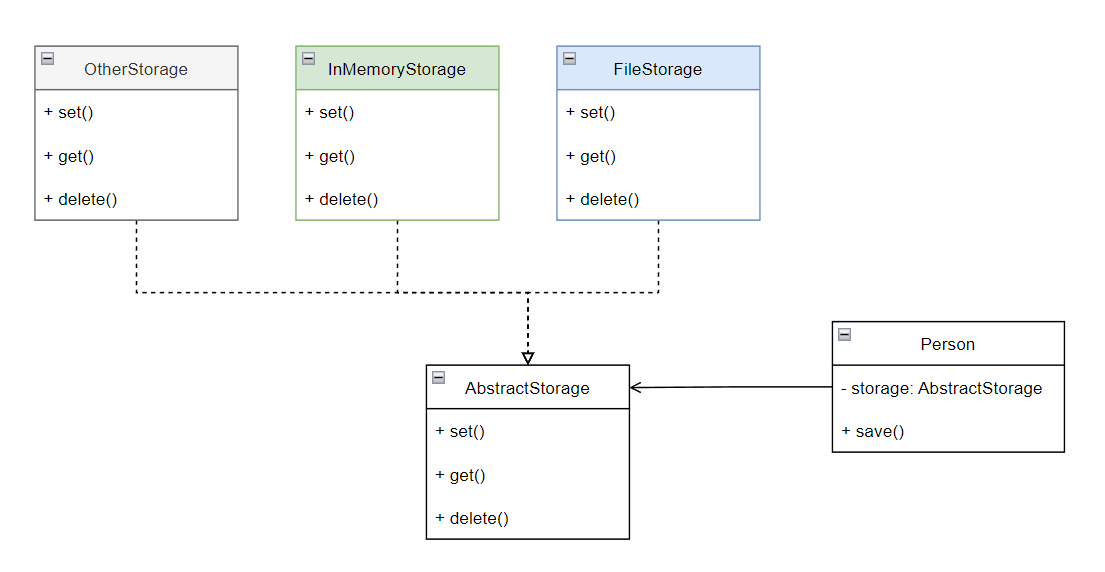 OtherStorage
+ set()
+ get()
+ delete()
InMemoryStorage
+ set()
+ get()
+ delete()
FileStorage
+ set()
+ get()
+ delete()
AbstractStorage
+ set()
+ get()
+ delete()
Person
- storage: AbstractStorage
+ save()